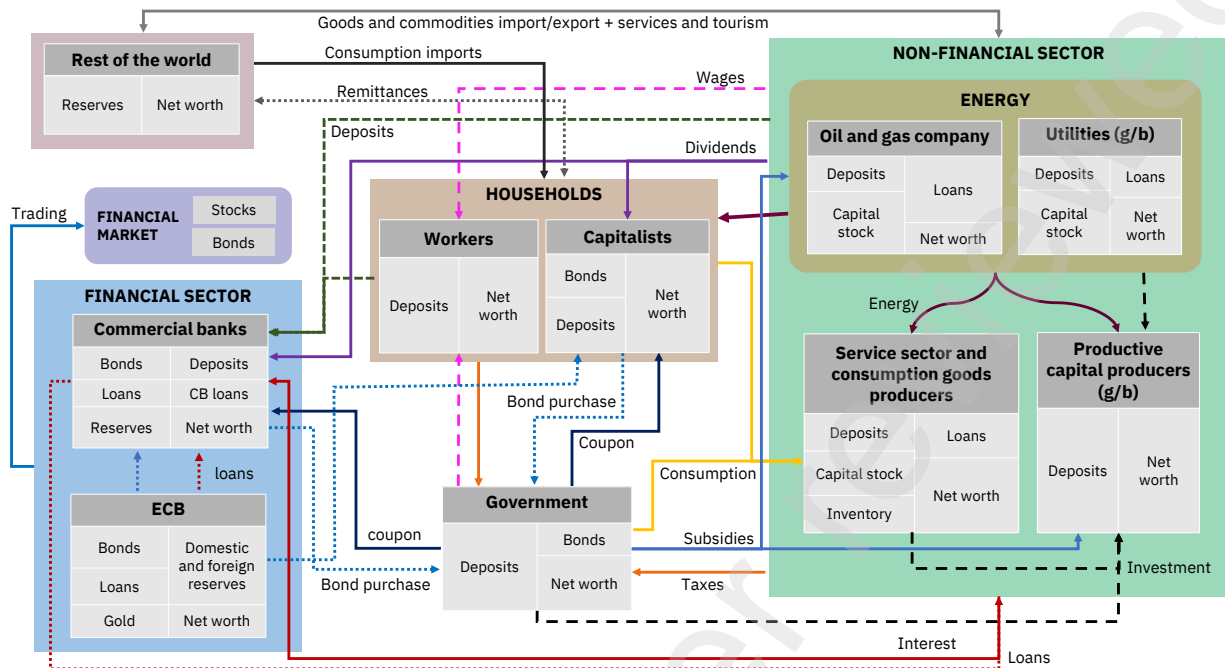 Goods and commodities import/export + services and tourism
Rest of the world
Reserves
Net worth
Consumption imports
Remittances
Deposits
Wages
Dividends
NON-FINANCIAL SECTOR
ENERGY
Oil and gas company
Deposits
Capital
stock
Loans
Net worth
Utilities (g/b)
Deposits
Capital
stock
Loans
Net
worth
Trading
FINANCIAL
MARKET
Stocks
Bonds
HOUSEHOLDS
Workers
Deposits
Net
worth
Capitalists
Bonds
Deposits
Net
worth
FINANCIAL SECTOR
Commercial banks
Bonds
Deposits
Loans
CB loans
Reserves
Net worth
loans
ECB
Bonds
Loans
Gold
Domestic
and foreign
reserves
Net worth
Energy
Service sector and
consumption goods
producers
Deposits
Capital stock
Inventory
Loans
Net worth
Productive
capital producers
(g/b)
Deposits
Net
worth
Bond purchase
Coupon
Consumption
Government
Deposits
Bonds
Net worth
coupon
Bond purchase
Subsidies
Taxes
Investment
Interest
Loans